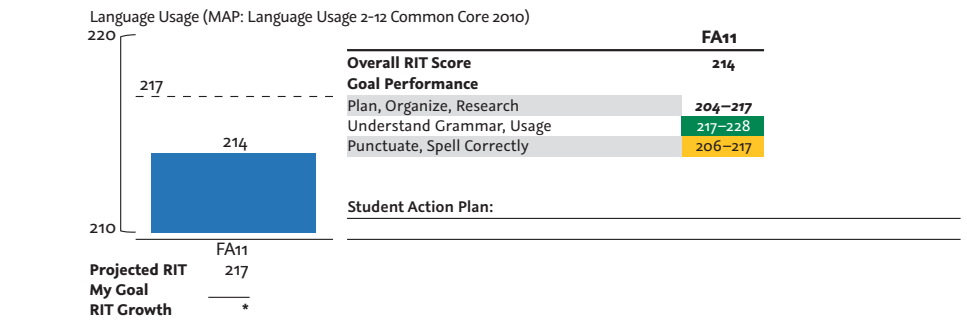 Language Usage (MAP: Language Usage 2-12 Common Core 2010)
220
217
214
210
FA11
Projected RIT 217
My Goal
RIT Growth *
FA11
Overall RIT Score 214
Goal Performance
Plan, Organize, Research 204–217
Understand Grammar, Usage 217–228
Punctuate, Spell Correctly 206–217
Student Action Plan: